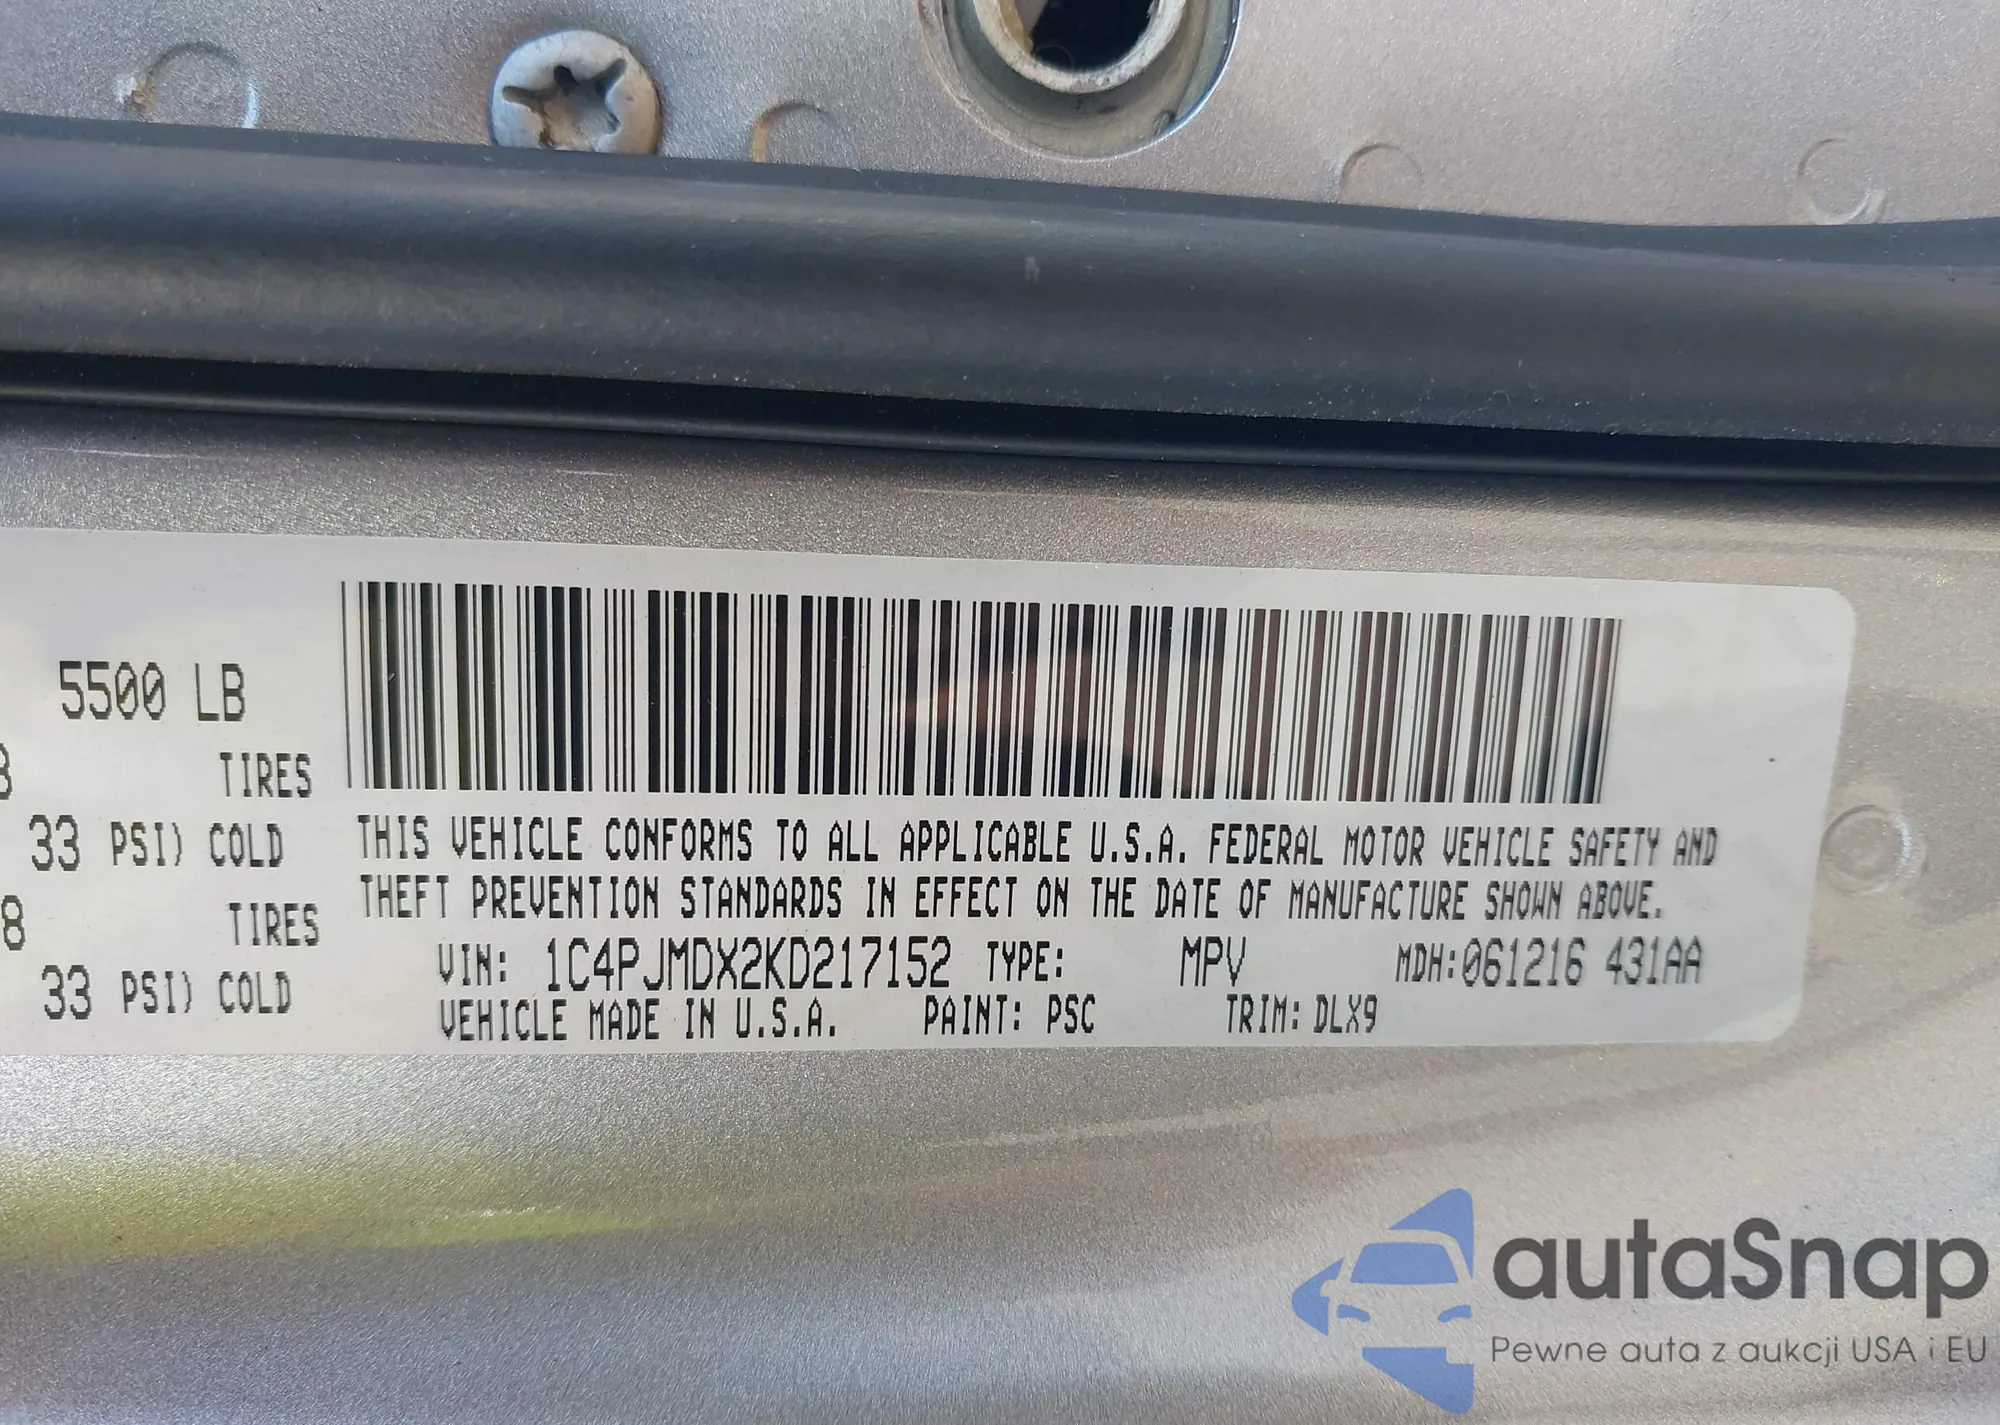 5500 LB
TIRES
33 PSI) COLD
8 TIRES
33 PSI) COLD
THIS VEHICLE CONFORMS TO ALL APPLICABLE U.S.A. FEDERAL MOTOR VEHICLE SAFETY AND
THEFT PREVENTION STANDARDS IN EFFECT ON THE DATE OF MANUFACTURE SHOWN ABOVE.
VIN: 1C4PJMDX2KD217152 TYPE: MPV MDH:061216 431AA
VEHICLE MADE IN U.S.A. PAINT: PSC TRIM: DLX9
autaSnap
Pewne auta z aukcji USA i EU